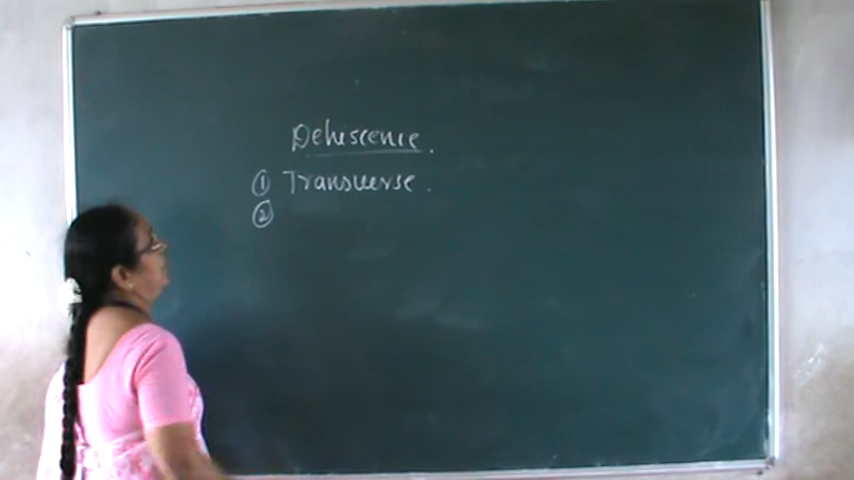 Dehiscence.
① Transverse.
②